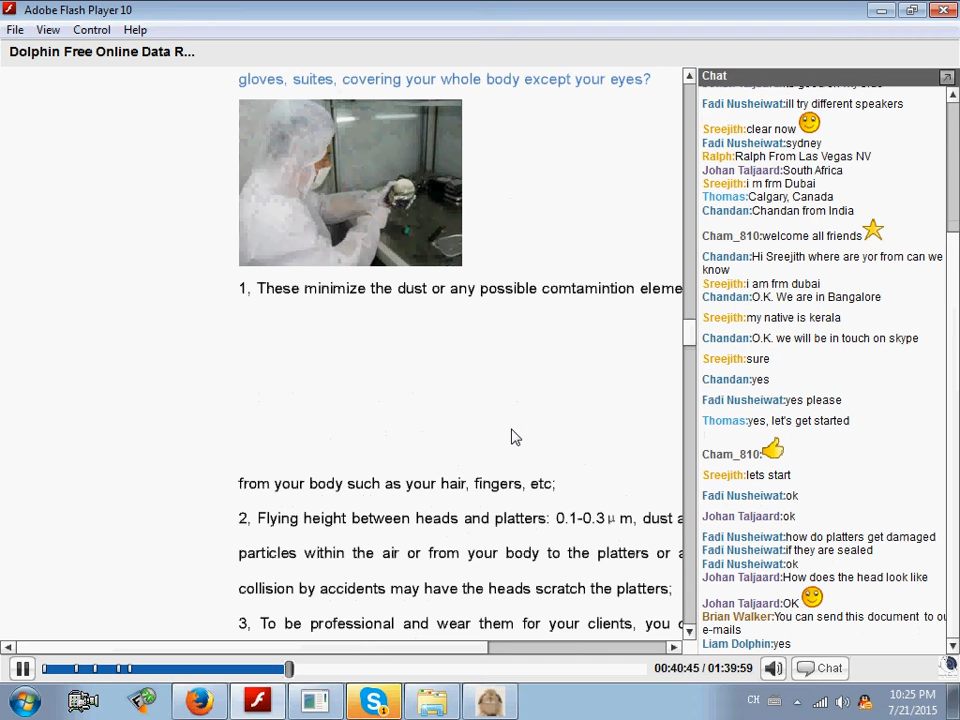 Adobe Flash Player 10
File View Control Help
Dolphin Free Online Data R...
gloves, suites, covering your whole body except your eyes?
1, These minimize the dust or any possible comtamintion eleme
from your body such as your hair, fingers, etc;
2, Flying height between heads and platters: 0.1-0.3μm, dust a
particles within the air or from your body to the platters or a
collision by accidents may have the heads scratch the platters;
3, To be professional and wear them for your clients, you c
Chat
Fadi Nusheiwat:ill try different speakers
Sreejith:clear now
Fadi Nusheiwat:sydney
Ralph:Ralph From Las Vegas NV
Johan Taljaard:South Africa
Sreejith:i m frm Dubai
Thomas:Calgary, Canada
Chandan:Chandan from India
Cham_810:welcome all friends
Chandan:Hi Sreejith where are yor from can we
know
Sreejith:i am frm dubai
Chandan:O.K. We are in Bangalore
Sreejith:my native is kerala
Chandan:O.K. we will be in touch on skype
Sreejith:sure
Chandan:yes
Fadi Nusheiwat:yes please
Thomas:yes, let's get started
Cham_810:
Sreejith:lets start
Fadi Nusheiwat:ok
Johan Taljaard:ok
Fadi Nusheiwat:how do platters get damaged
Fadi Nusheiwat:if they are sealed
Fadi Nusheiwat:ok
Johan Taljaard:How does the head look like
Johan Taljaard:OK
Brian Walker:You can send this document to ou
e-mails
Liam Dolphin:yes
00:40:45 / 01:39:59
Chat
CH
10:25 PM
7/21/2015